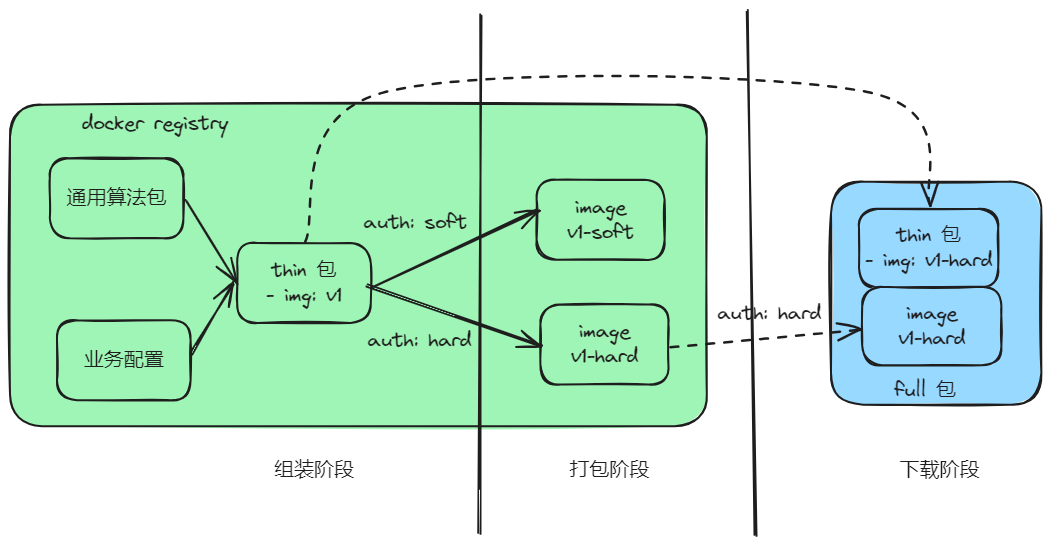 docker registry
通用算法包
业务配置
thin 包
- img: v1
auth: soft
auth: hard
image
v1-soft
image
v1-hard
auth: hard
thin 包
- img: v1-hard
image
v1-hard
full 包
组装阶段
打包阶段
下载阶段